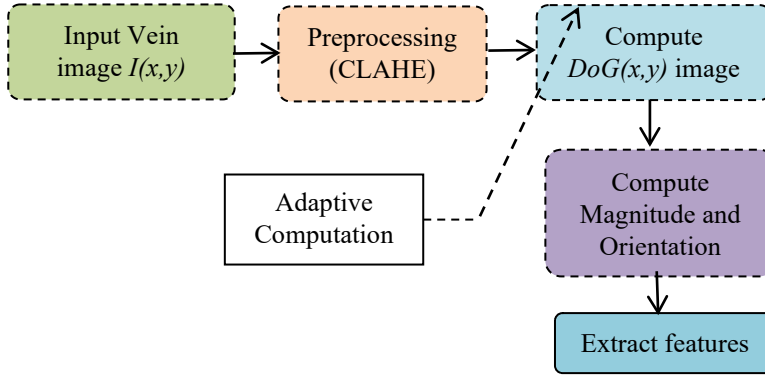 Input Vein
image I(x,y)
Preprocessing
(CLAHE)
Compute
DoG(x,y) image
Adaptive
Computation
Compute
Magnitude and
Orientation
Extract features